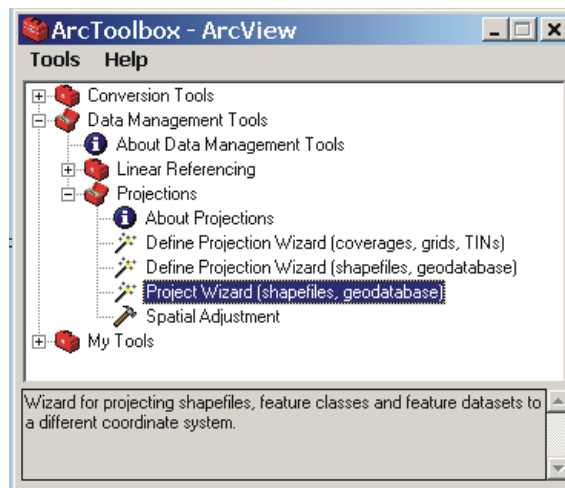 ArcToolbox - ArcView
Tools Help
Conversion Tools
Data Management Tools
About Data Management Tools
Linear Referencing
Projections
About Projections
Define Projection Wizard (coverages, grids, TINs)
Define Projection Wizard (shapefiles, geodatabase)
Project Wizard (shapefiles, geodatabase)
Spatial Adjustment
My Tools
Wizard for projecting shapefiles, feature classes and feature datasets to
a different coordinate system.